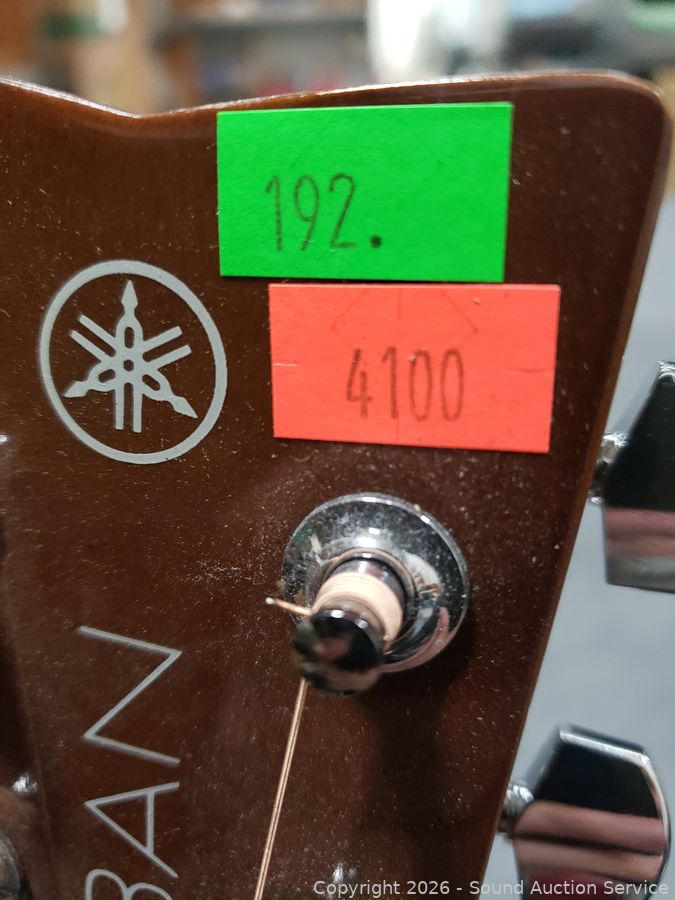 192.
4100
BAN
Copyright 2026 - Sound Auction Service